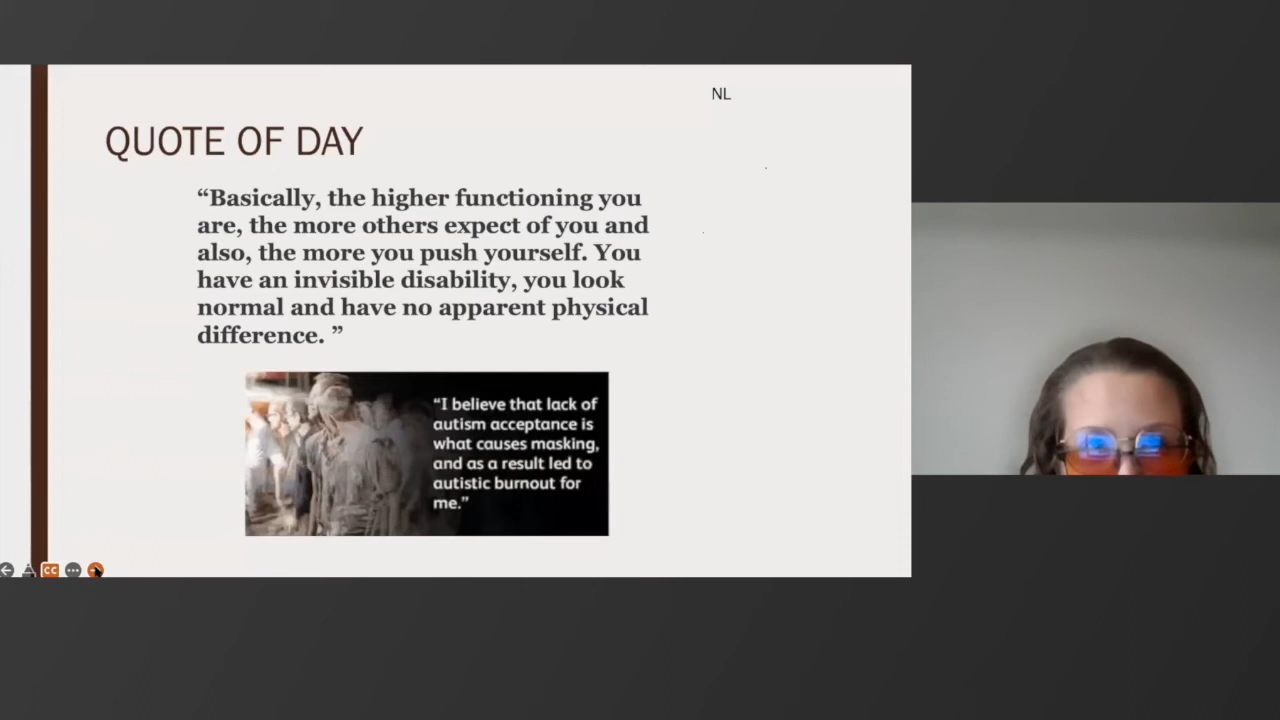 NL
QUOTE OF DAY
“Basically, the higher functioning you
are, the more others expect of you and
also, the more you push yourself. You
have an invisible disability, you look
normal and have no apparent physical
difference. ”
“I believe that lack of
autism acceptance is
what causes masking,
and as a result led to
autistic burnout for
me.”
CC